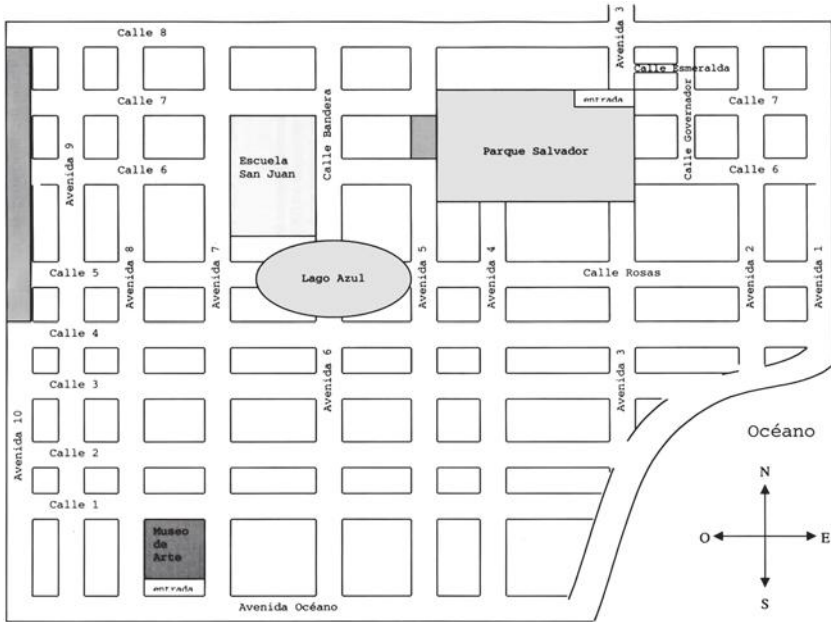 Calle 8
Avenida 3
Calle Esmeralda
Calle 7
entrada
Calle 7
Calle Bandera
Calle Governador
Escuela
San Juan
Parque Salvador
Avenida 9
Calle 6
Calle 6
Calle 5
Avenida 8
Avenida 7
Lago Azul
Avenida 5
Avenida 4
Calle Rosas
Avenida 2
Avenida 1
Calle 4
Calle 3
Avenida 6
Avenida 3
Avenida 10
Calle 2
Océano
Calle 1
N
O
E
S
Museo
de
Arte
entrada
Avenida Océano